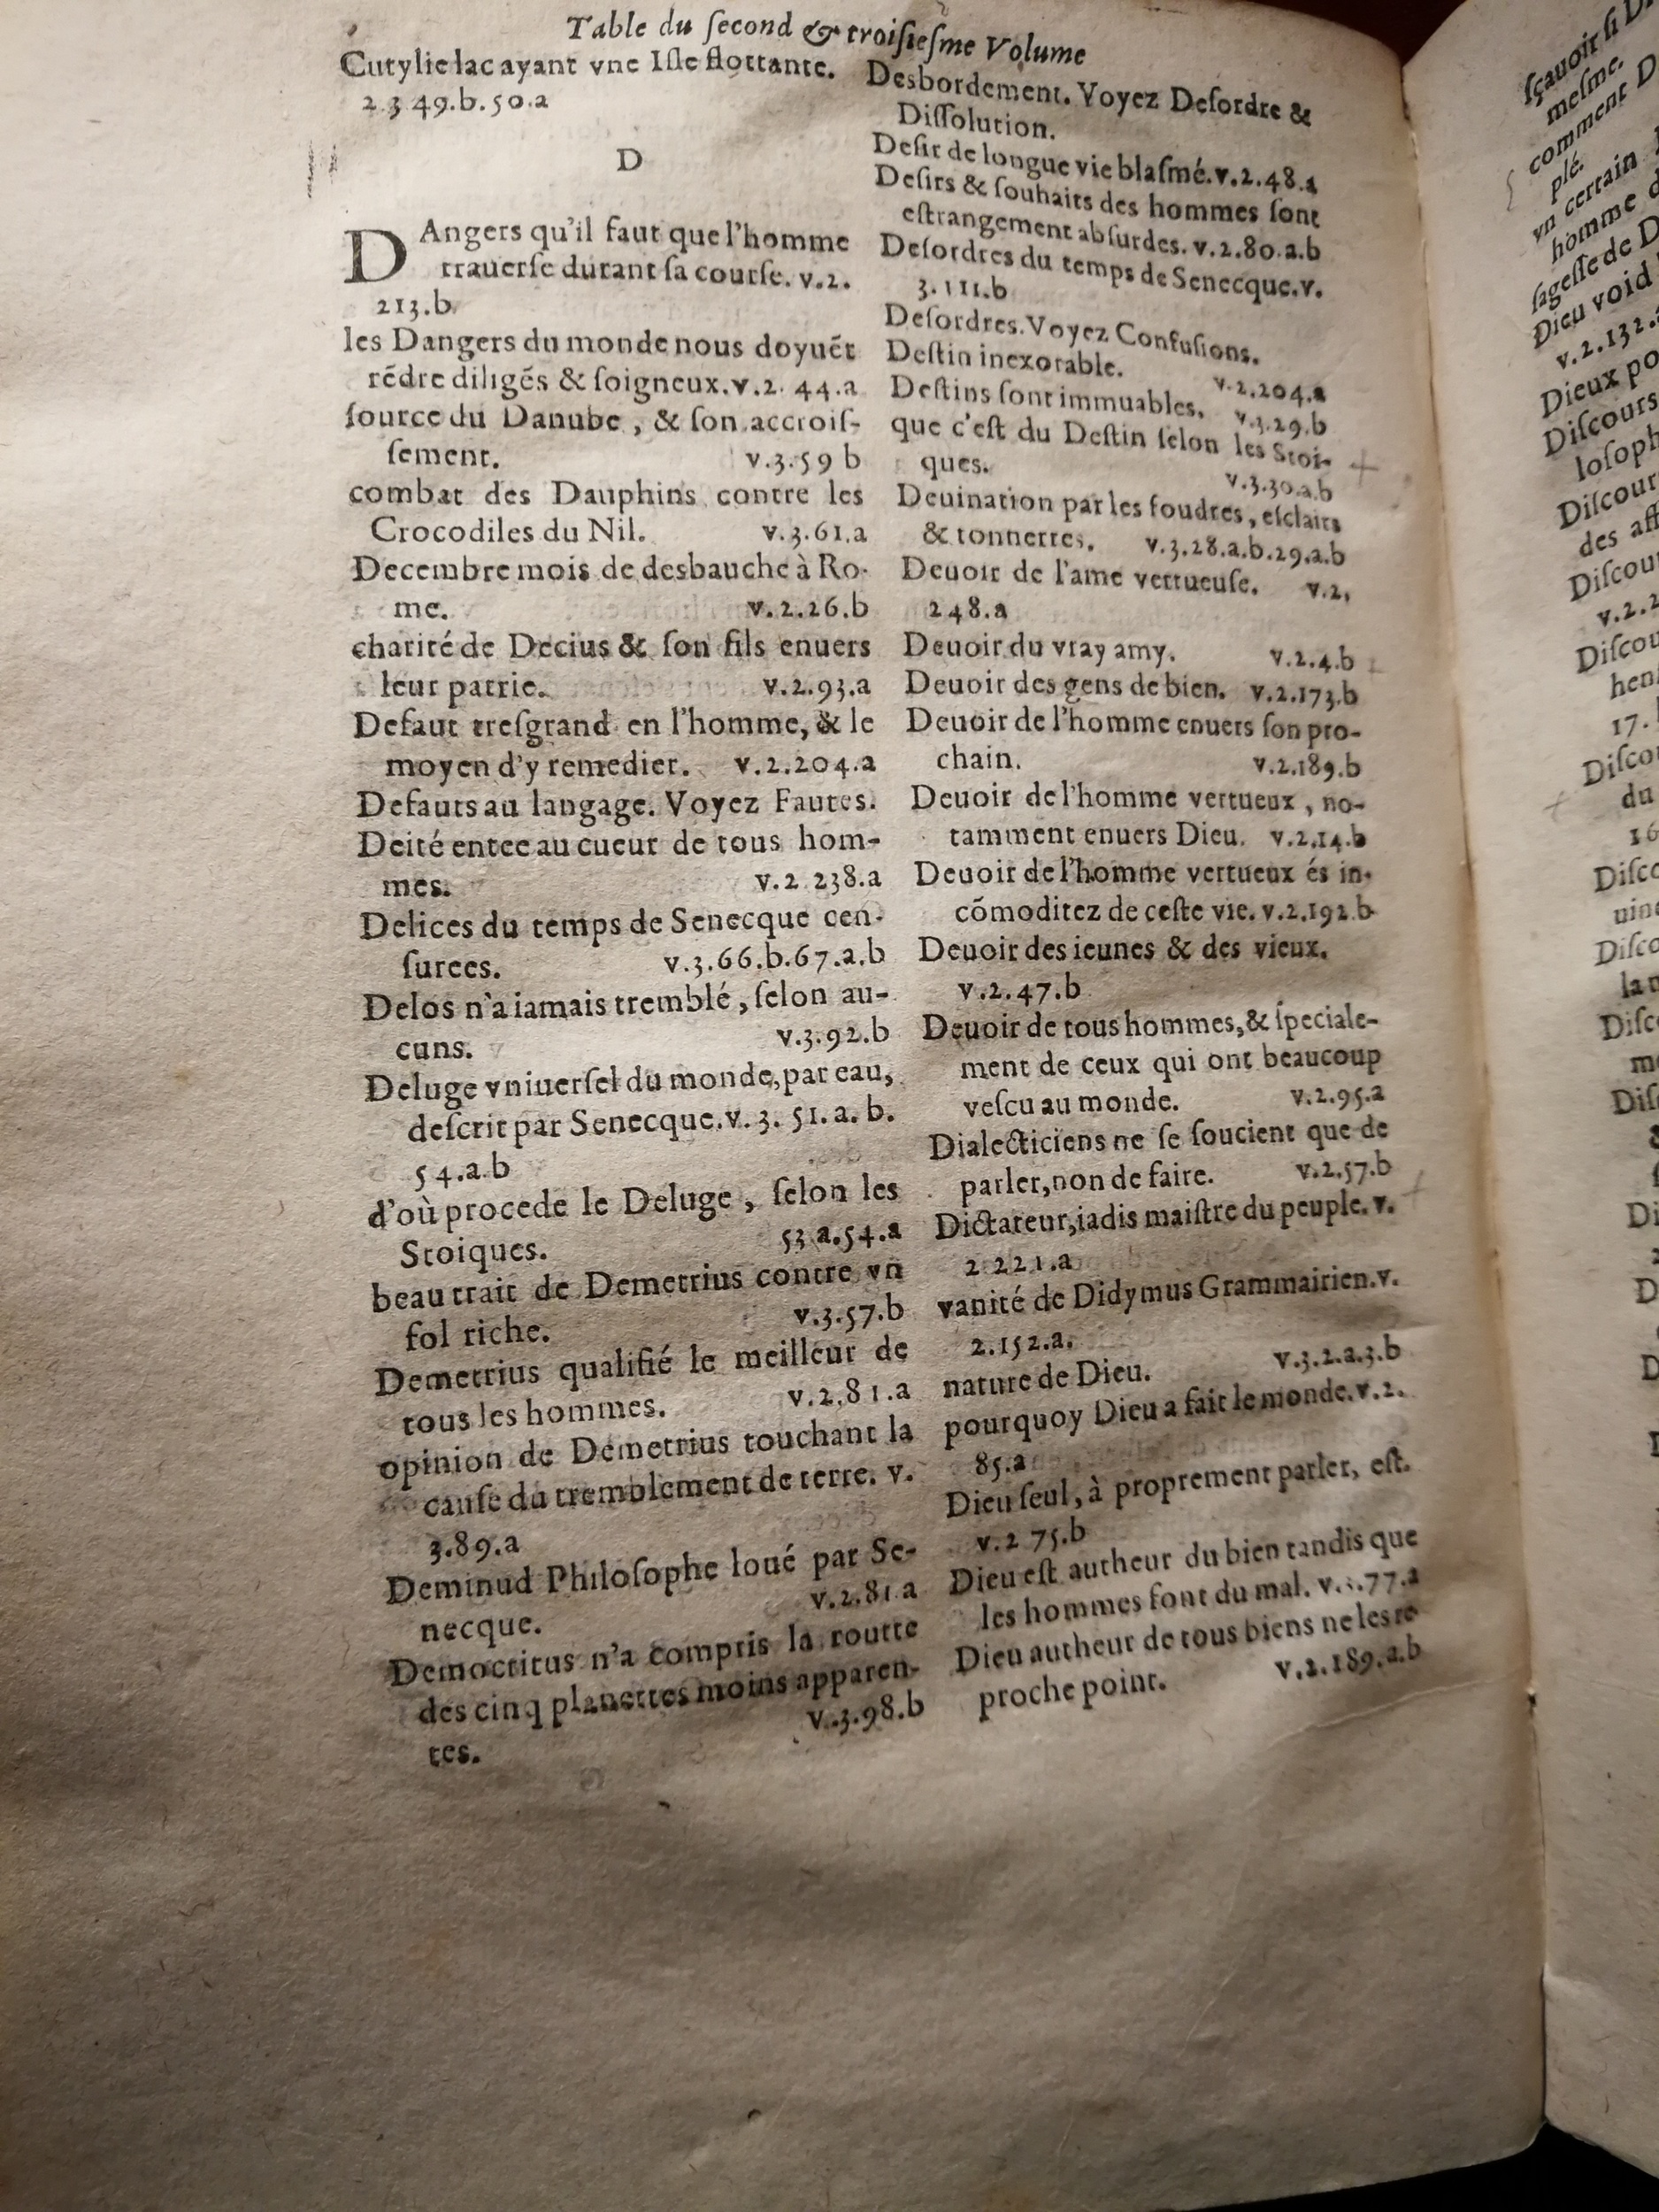 Table du ſecond & troiſieſme Volume
Cutylie lac ayant vne Iſle flottante.
2.3 49.b.50.a
D
DAngers qu'il faut que l'homme
trauerſe durant ſa courſe. v.2.
213.b
les Dangers du monde nous doyuẽt
rẽdre diligẽs & ſoigneux.v.2. 44.a
ſource du Danube, & ſon accroiſ-
ſement. v.3.59 b
combat des Dauphins contre les
Crocodiles du Nil. v.3.61.a
Decembre mois de desbauche à Ro-
me. v.2.26.b
charité de Decius & ſon fils enuers
leur patrie. v.2.93.a
Defaut treſgrand en l'homme, & le
moyen d'y remedier. v.2.204.a
Defauts au langage. Voyez Fautes.
Deité entee au cueur de tous hom-
mes. v.2 238.a
Delices du temps de Senecque cen-
ſurees. v.3.66.b.67.a.b
Delos n'a iamais tremblé, ſelon au-
cuns. v.3.92.b
Deluge vniuerſel du monde, par eau,
deſcrit par Senecque.v. 3. 51. a. b.
54.a.b
d'où procede le Deluge, ſelon les
Stoiques. 53.a.54.a
beau trait de Demetrius contre vn
fol riche. v.3.57.b
Demetrius qualifié le meilleur de
tous les hommes. v.2.81.a
opinion de Demetrius touchant la
cauſe du tremblement de terre. v.
3.89.a
Deminud Philoſophe loué par Se-
necque. v.2.81.a
Democritus n'a compris la routte
des cinq planettes moins apparen-
tes. v.3.98.b
Desbordement. Voyez Deſordre &
Diſſolution.
Deſir de longue vie blaſmé.v.2.48.a
Deſirs & ſouhaits des hommes ſont
eſtrangement abſurdes. v.2.80.a.b
Deſordres du temps de Senecque.v.
3.111.b
Deſordres.Voyez Confuſions.
Deſtin inexorable. v.2.204.a
Deſtins ſont immuables. v.3.29.b
que c'eſt du Deſtin ſelon les Stoi-
ques. v.3.30.a.b
Deuination par les foudres, eſclairs
& tonnerres. v.3.28.a.b.29.a.b
Deuoir de l'ame vertueuſe. v.2.
248.a
Deuoir du vray amy. v.2.4.b
Deuoir des gens de bien. v.2.173.b
Deuoir de l'homme enuers ſon pro-
chain. v.2.189.b
Deuoir de l'homme vertueux, no-
tamment enuers Dieu. v.2.14.b
Deuoir de l'homme vertueux és in-
cõmoditez de ceſte vie. v.2.192.b
Deuoir des ieunes & des vieux.
v.2.47.b
Deuoir de tous hommes, & ſpeciale-
ment de ceux qui ont beaucoup
veſcu au monde. v.2.95.a
Dialecticiens ne ſe ſoucient que de
parler, non de faire. v.2.57.b
Dictateur, iadis maiſtre du peuple. v.
2 221.a
vanité de Didymus Grammairien.v.
2.152.a.
nature de Dieu. v.3.2.a.3.b
pourquoy Dieu a fait le monde.v.2.
85.a
Dieu ſeul, à proprement parler, eſt.
v.2 75.b
Dieu eſt autheur du bien tandis que
les hommes font du mal. 77.a
Dieu autheur de tous biens ne les re
proche point. v.2.189.a.b
ſçauoir ſi
meſme.
comment
plé.
vn certain
homme
ſageſſe de
Dieu void
v.2.132.
Dieux